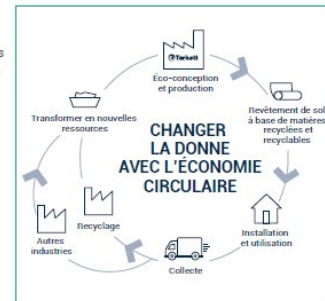 s
Tarkett
Éco-conception
et production
Revêtement de sol
à base de matières
recyclées et
recyclables
Installation
et utilisation
Collecte
Recyclage
Autres
industries
Transformer en nouvelles
ressources
CHANGER
LA DONNE
AVEC L'ÉCONOMIE
CIRCULAIRE